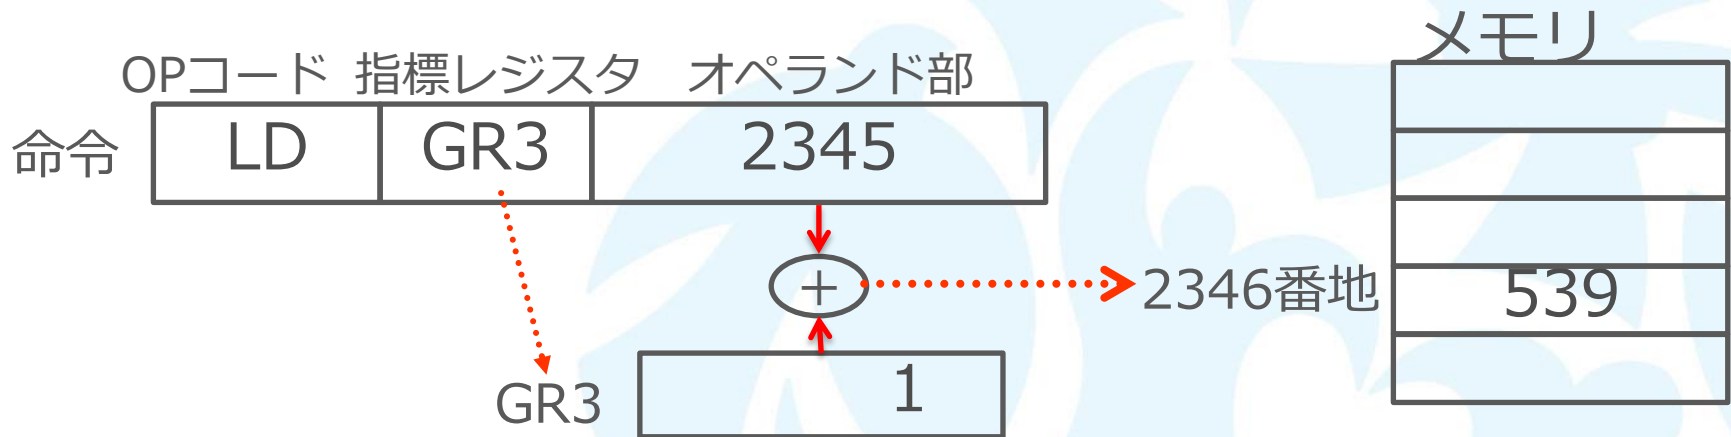 メモリ
OPコード 指標レジスタ オペランド部
命令 LD GR3 2345
+ 2346番地 539
GR3 1